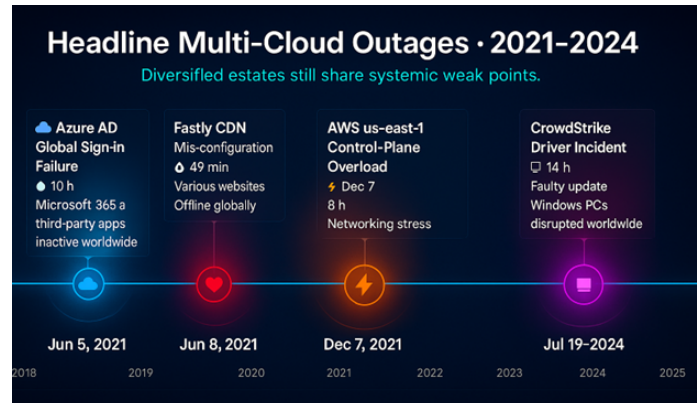 Headline Multi-Cloud Outages · 2021–2024
Diversifled estates still share systemic weak points.
Azure AD
Global Sign-in
Failure
10 h
Microsoft 365 a
third-party apps
inactive worldwide
Fastly CDN
Mis-configuration
49 min
Various websites
Offline globally
AWS us-east-1
Control-Plane
Overload
Dec 7
8 h
Networking stress
CrowdStrike
Driver Incident
14 h
Faulty update
Windows PCs
disrupted worldwide
Jun 5, 2021
Jun 8, 2021
Dec 7, 2021
Jul 19–2024
2018 2019 2020 2021 2022 2023 2024 2025